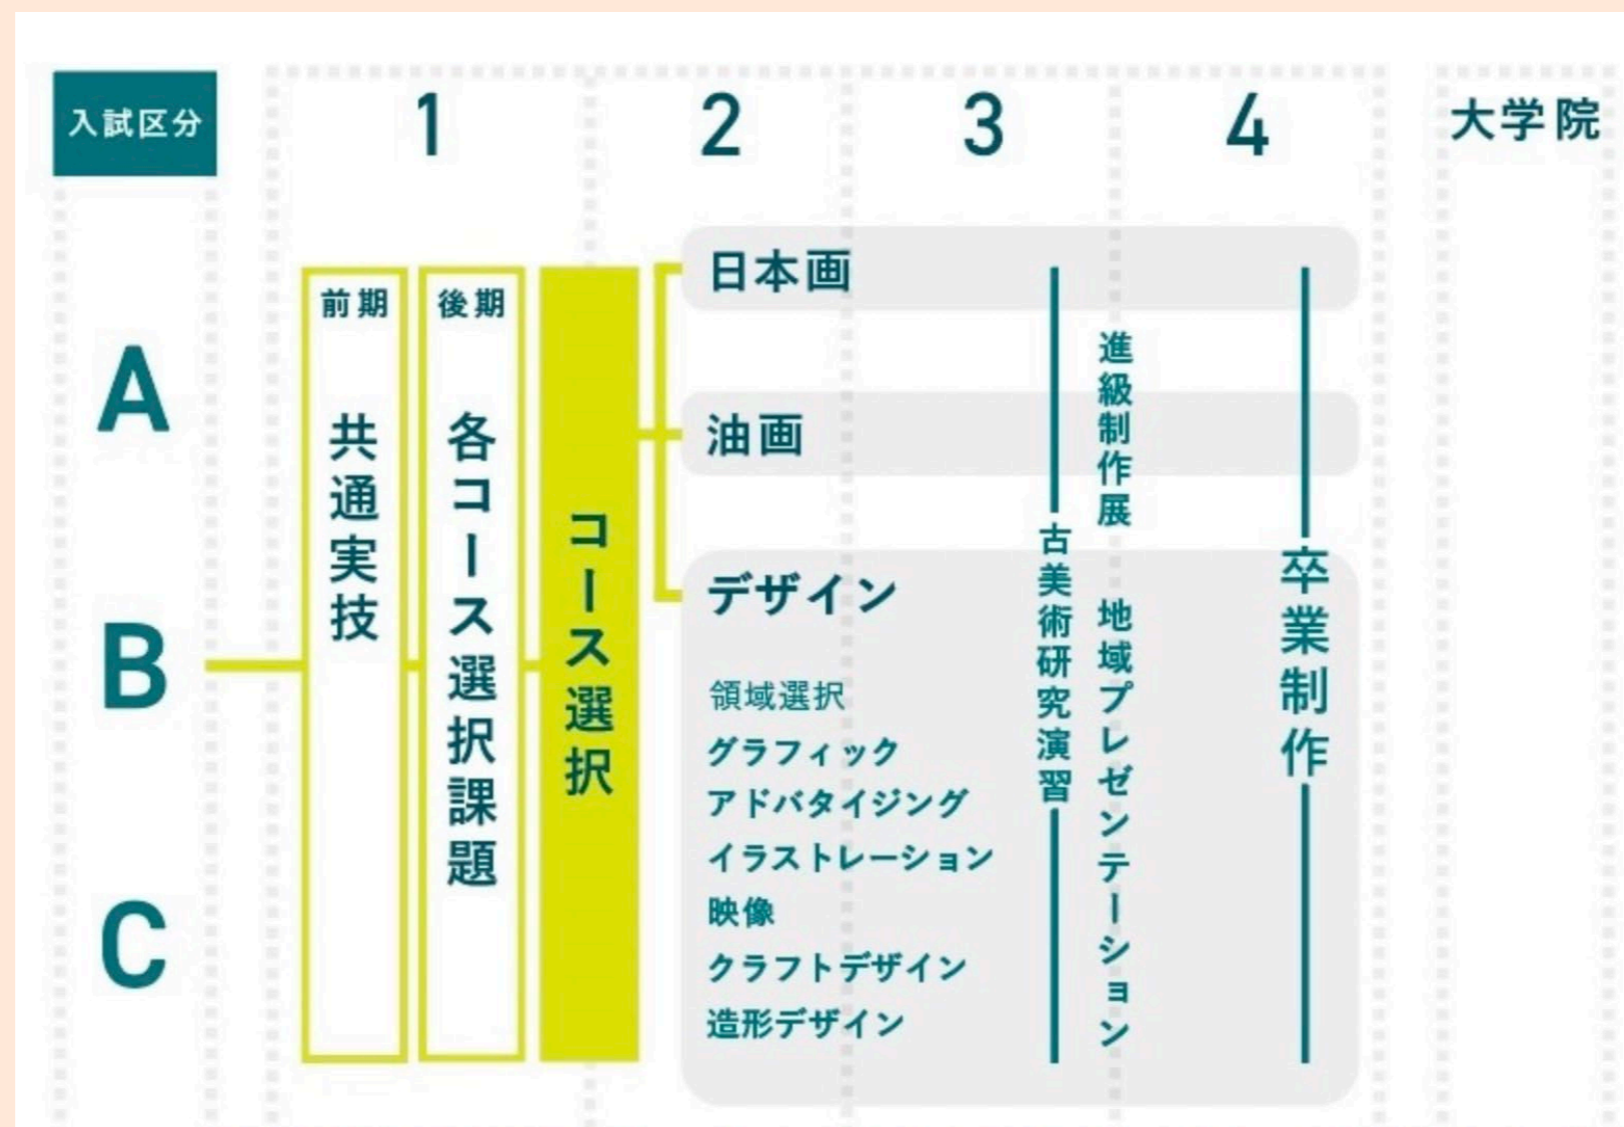 入試区分
1
2
3
4
大学院
A
B
C
前期
共通実技
後期
各コース選択課題
コース選択
日本画
油画
デザイン
領域選択
グラフィック
アドバタイジング
イラストレーション
映像
クラフトデザイン
造形デザイン
古美術研究演習
進級制作展
地域プレゼンテーション
卒業制作